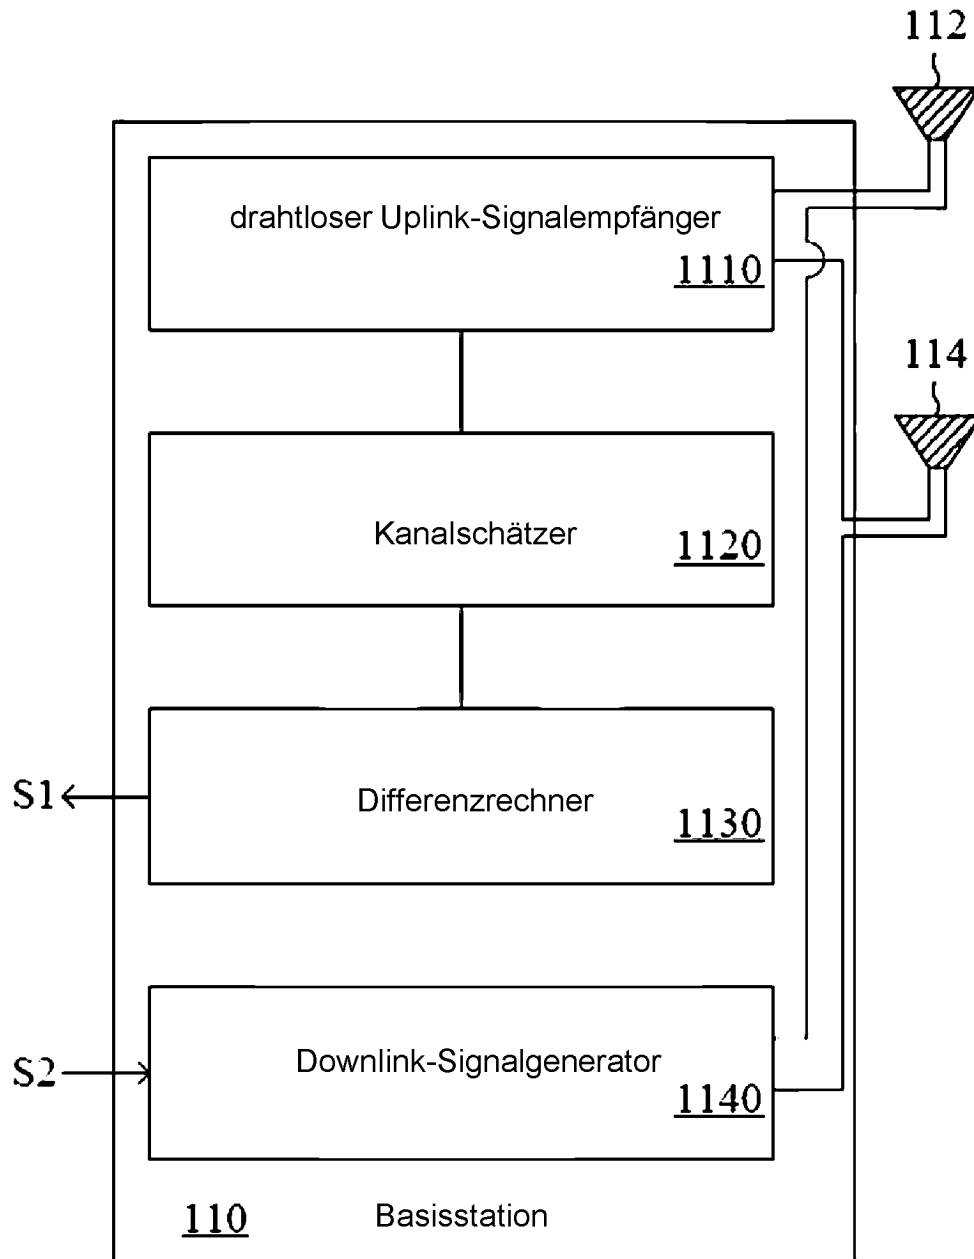 112
drahtloser Uplink-Signalempfänger
1110
114
Kanalschätzer
1120
S1
Differenzrechner
1130
S2
Downlink-Signalgenerator
1140
110
Basisstation